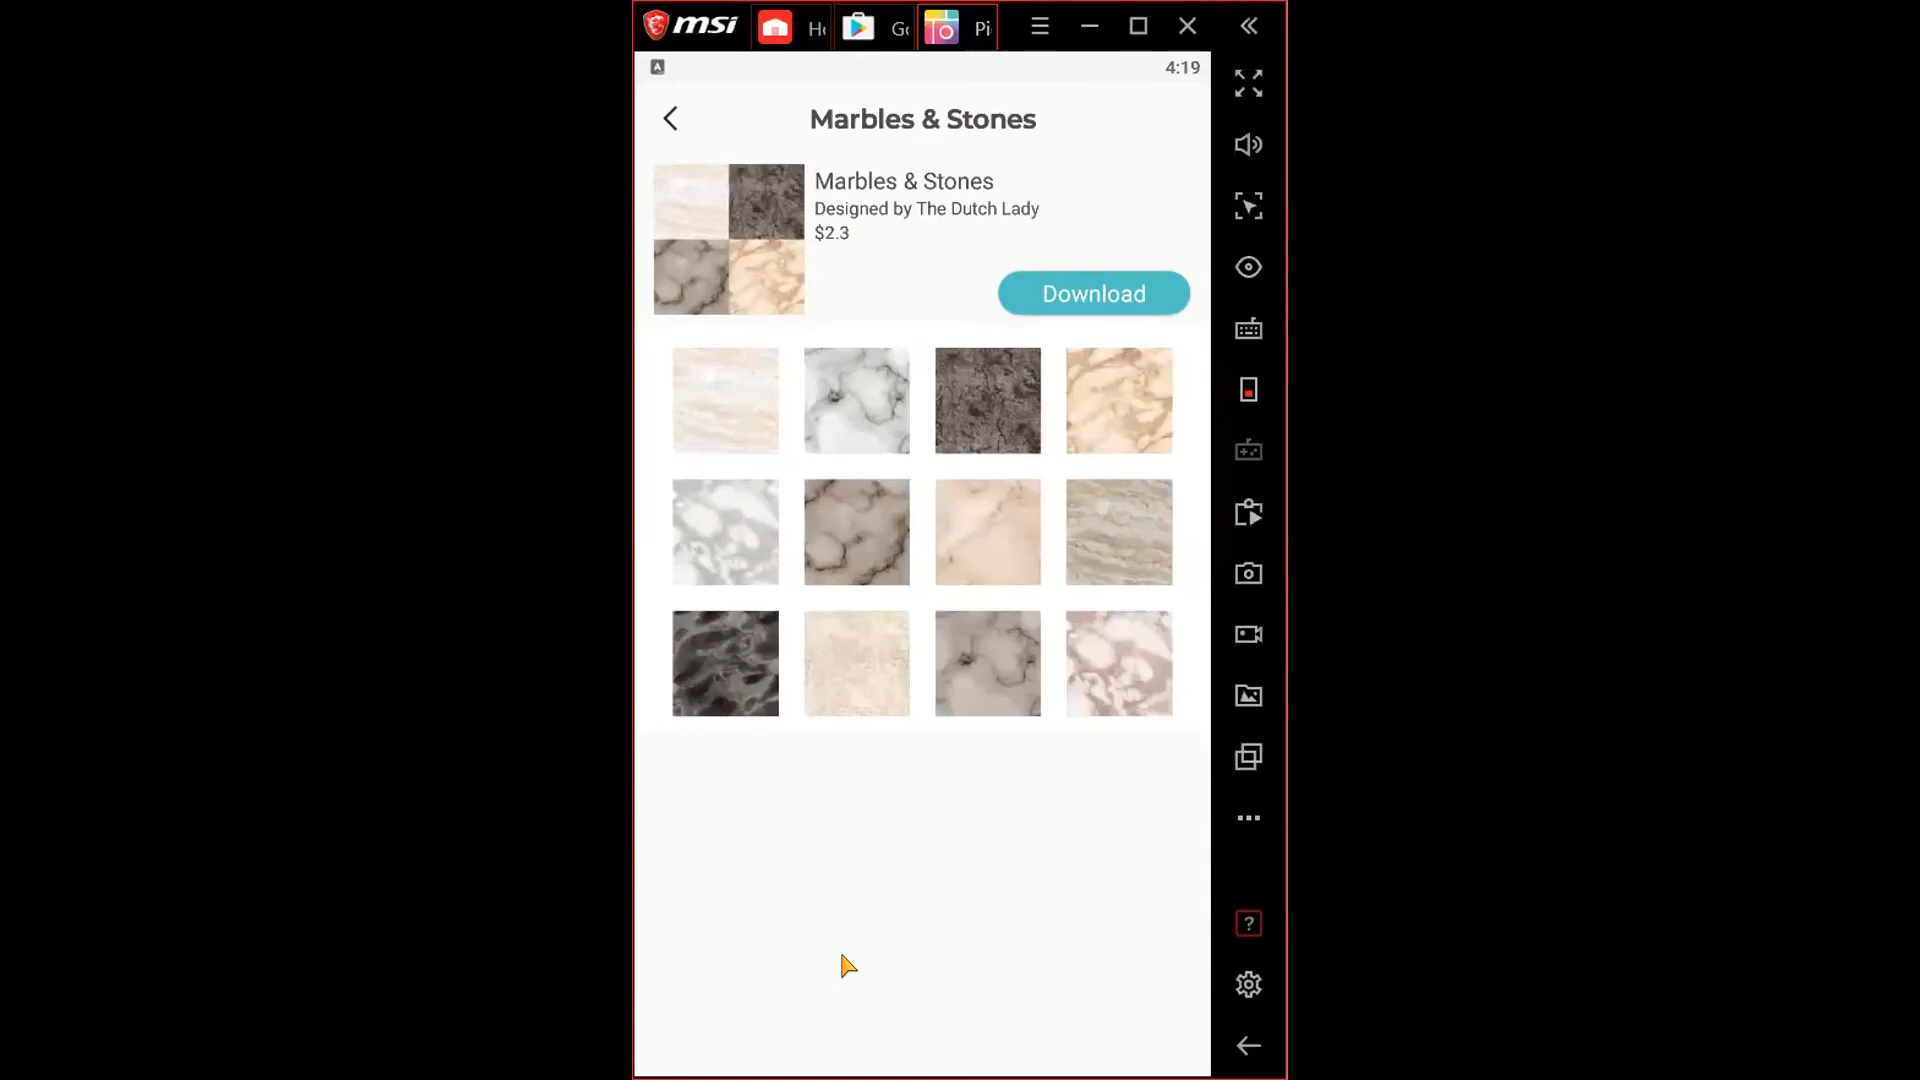 msi
4:19
Marbles & Stones
Marbles & Stones
Designed by The Dutch Lady
$2.3
Download